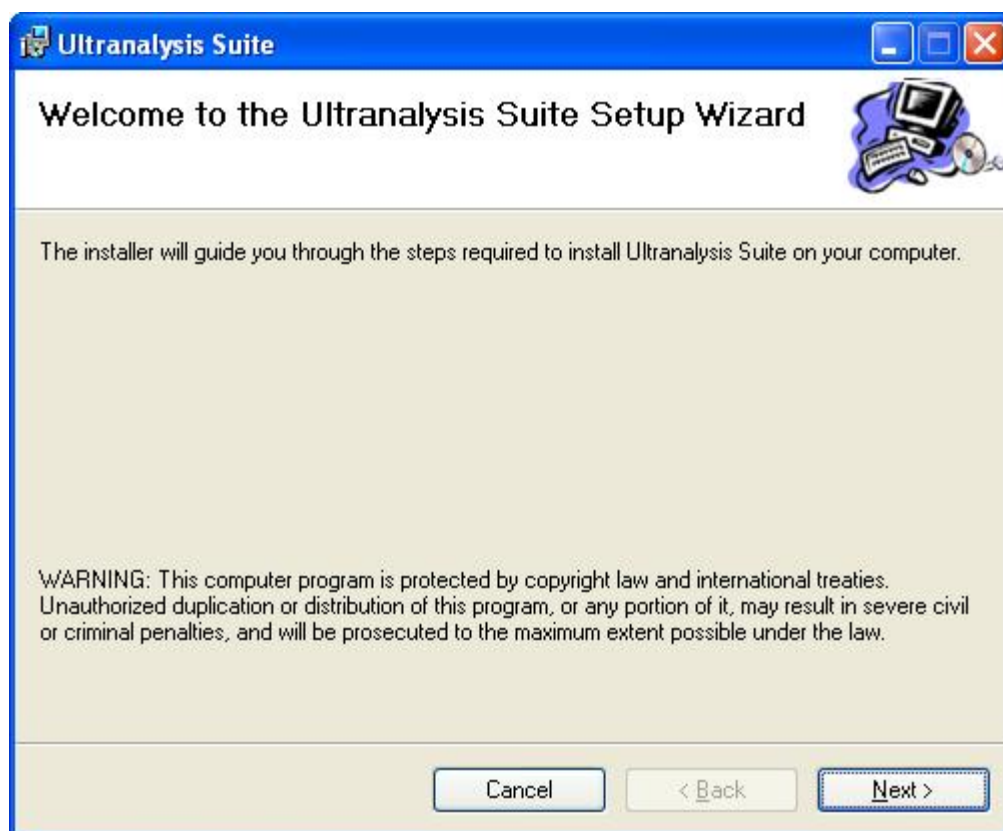 Ultranalysis Suite
Welcome to the Ultranalysis Suite Setup Wizard
The installer will guide you through the steps required to install Ultranalysis Suite on your computer.
WARNING: This computer program is protected by copyright law and international treaties.
Unauthorized duplication or distribution of this program, or any portion of it, may result in severe civil
or criminal penalties, and will be prosecuted to the maximum extent possible under the law.
Cancel
< Back
Next >